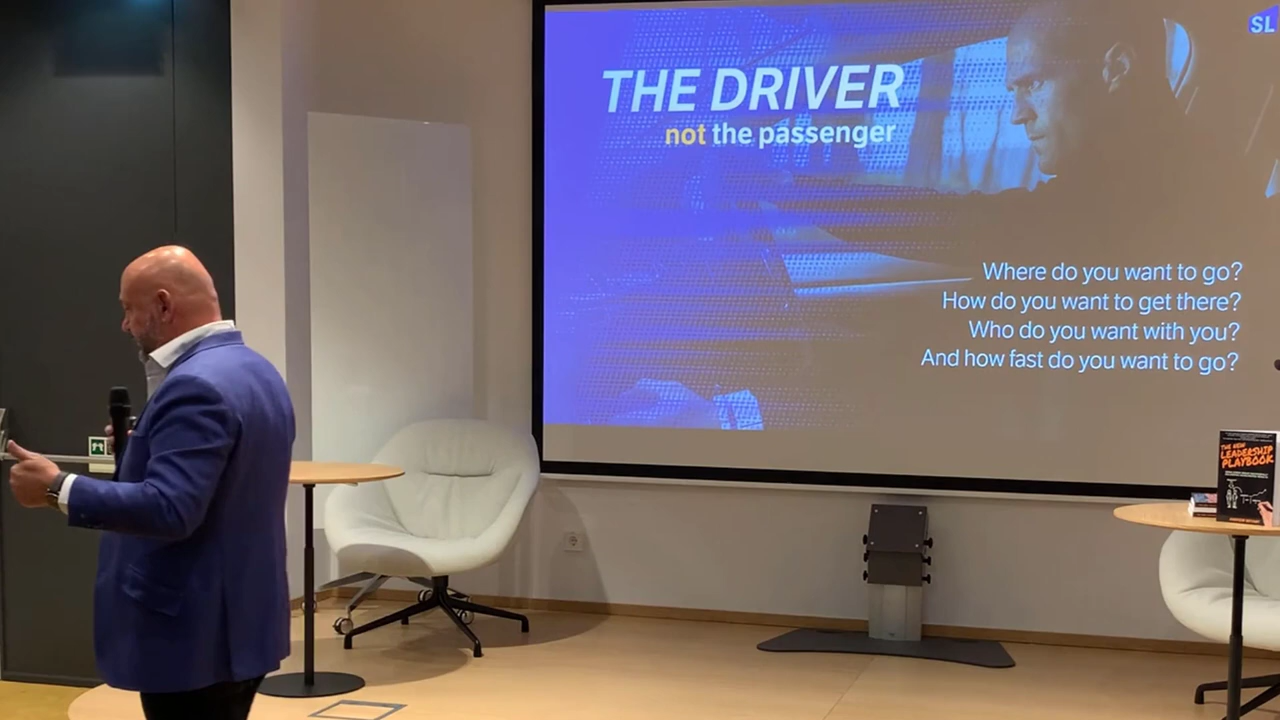 SL
THE DRIVER
not the passenger
Where do you want to go?
How do you want to get there?
Who do you want with you?
And how fast do you want to go?
THE NEW
LEADERSHIP
PLAYBOOK